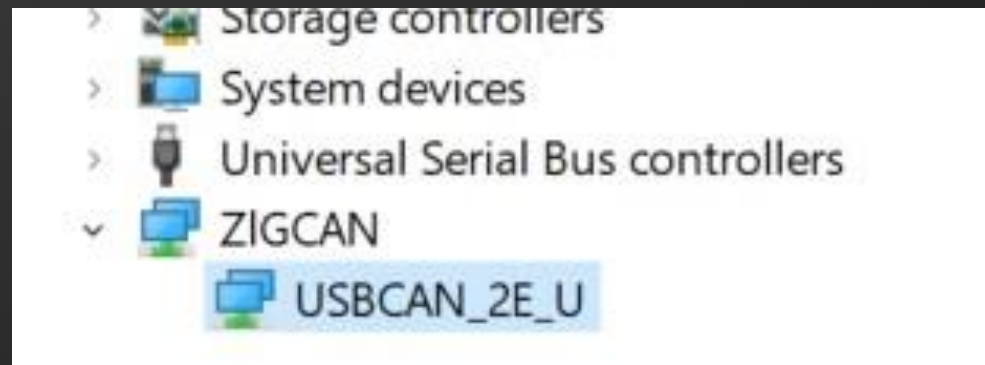 Storage controllers
System devices
Universal Serial Bus controllers
ZIGCAN
USBCAN_2E_U